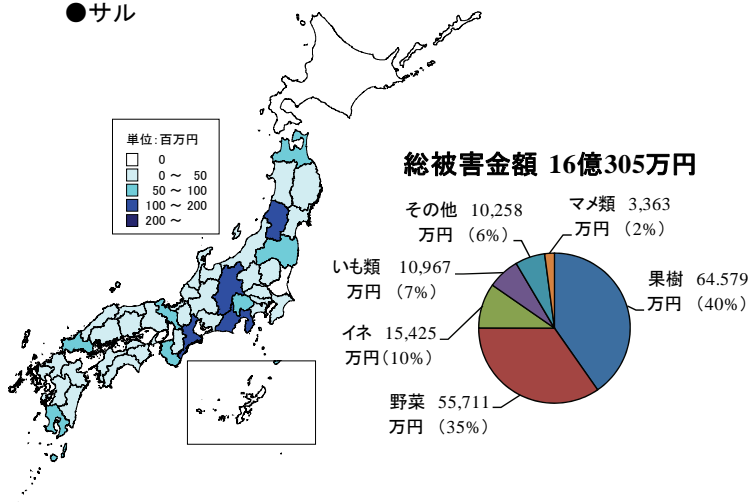 ●サル
単位:百万円
0
0 ～ 50
50 ～ 100
100 ～ 200
200 ～
総被害金額 16億305万円
その他 10,258
万円 (6%)
マメ類 3,363
万円 (2%)
いも類 10,967
万円 (7%)
果樹 64.579
万円 (40%)
イネ 15,425
万円(10%)
野菜 55,711
万円 (35%)